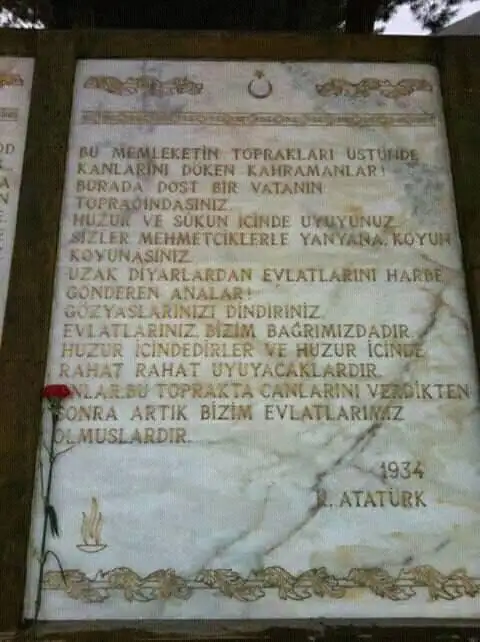 BU MEMLEKETİN TOPRAKLARI ÜSTÜNDE
KANLARINI DÖKEN KAHRAMANLAR!
BURADA DOST BİR VATANIN
TOPRAĞINDASINIZ.
HUZUR VE SÜKUN İÇİNDE UYUYUNUZ.
SİZLER MEHMETÇİKLERLE YANYANA, KOYUN
KOYUNASINIZ.
UZAK DİYARLARDAN EVLATLARINI HARBE
GÖNDEREN ANALAR!
GÖZYAŞLARINIZI DİNDİRİNİZ.
EVLATLARINIZ, BİZİM BAĞRIMIZDADIR.
HUZUR İÇİNDEDİRLER VE HUZUR İÇİNDE
RAHAT RAHAT UYUYACAKLARDIR.
ONLAR, BU TOPRAKTA CANLARINI VERDİKTEN
SONRA ARTIK BİZİM EVLATLARIMIZ
OLMUŞLARDIR.
1934
K. ATATÜRK